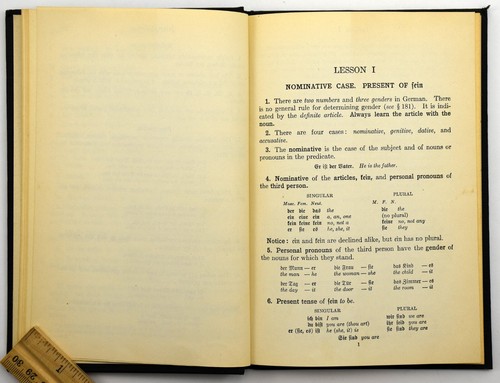 LESSON I
NOMINATIVE CASE. PRESENT OF sein
1. There are two numbers and three genders in German. There
is no general rule for determining gender (see § 181). It is indi-
cated by the definite article. Always learn the article with the
noun.
2. There are four cases: nominative, genitive, dative, and
accusative.
3. The nominative is the case of the subject and of nouns or
pronouns in the predicate.
Er ist der Vater. He is the father.
4. Nominative of the articles, kein, and personal pronouns of
the third person.
SINGULAR PLURAL
Masc. Fem. Neut. M. F. N.
der die das the die the
ein eine ein a, an, one (no plural)
kein keine kein no, not a keine no, not any
er sie es he, she, it sie they
Notice: ein and kein are declined alike, but ein has no plural.
5. Personal pronouns of the third person have the gender of
the nouns for which they stand.
der Mann — er die Frau — sie das Kind — es
the man — he the woman — she the child — it
der Tag — er die Tür — sie das Zimmer — es
the day — it the door — it the room — it
6. Present tense of sein to be.
SINGULAR PLURAL
ich bin I am wir sind we are
du bist you are (thou art) ihr seid you are
er (sie, es) ist he (she, it) is sie sind they are
Sie sind you are
1
1
30
29